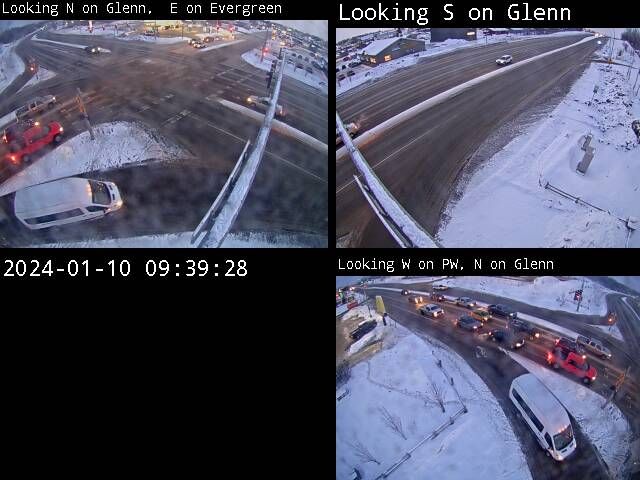 Looking N on Glenn,  E on Evergreen
Looking S on Glenn
2024-01-10 09:39:28
Looking W on PW, N on Glenn